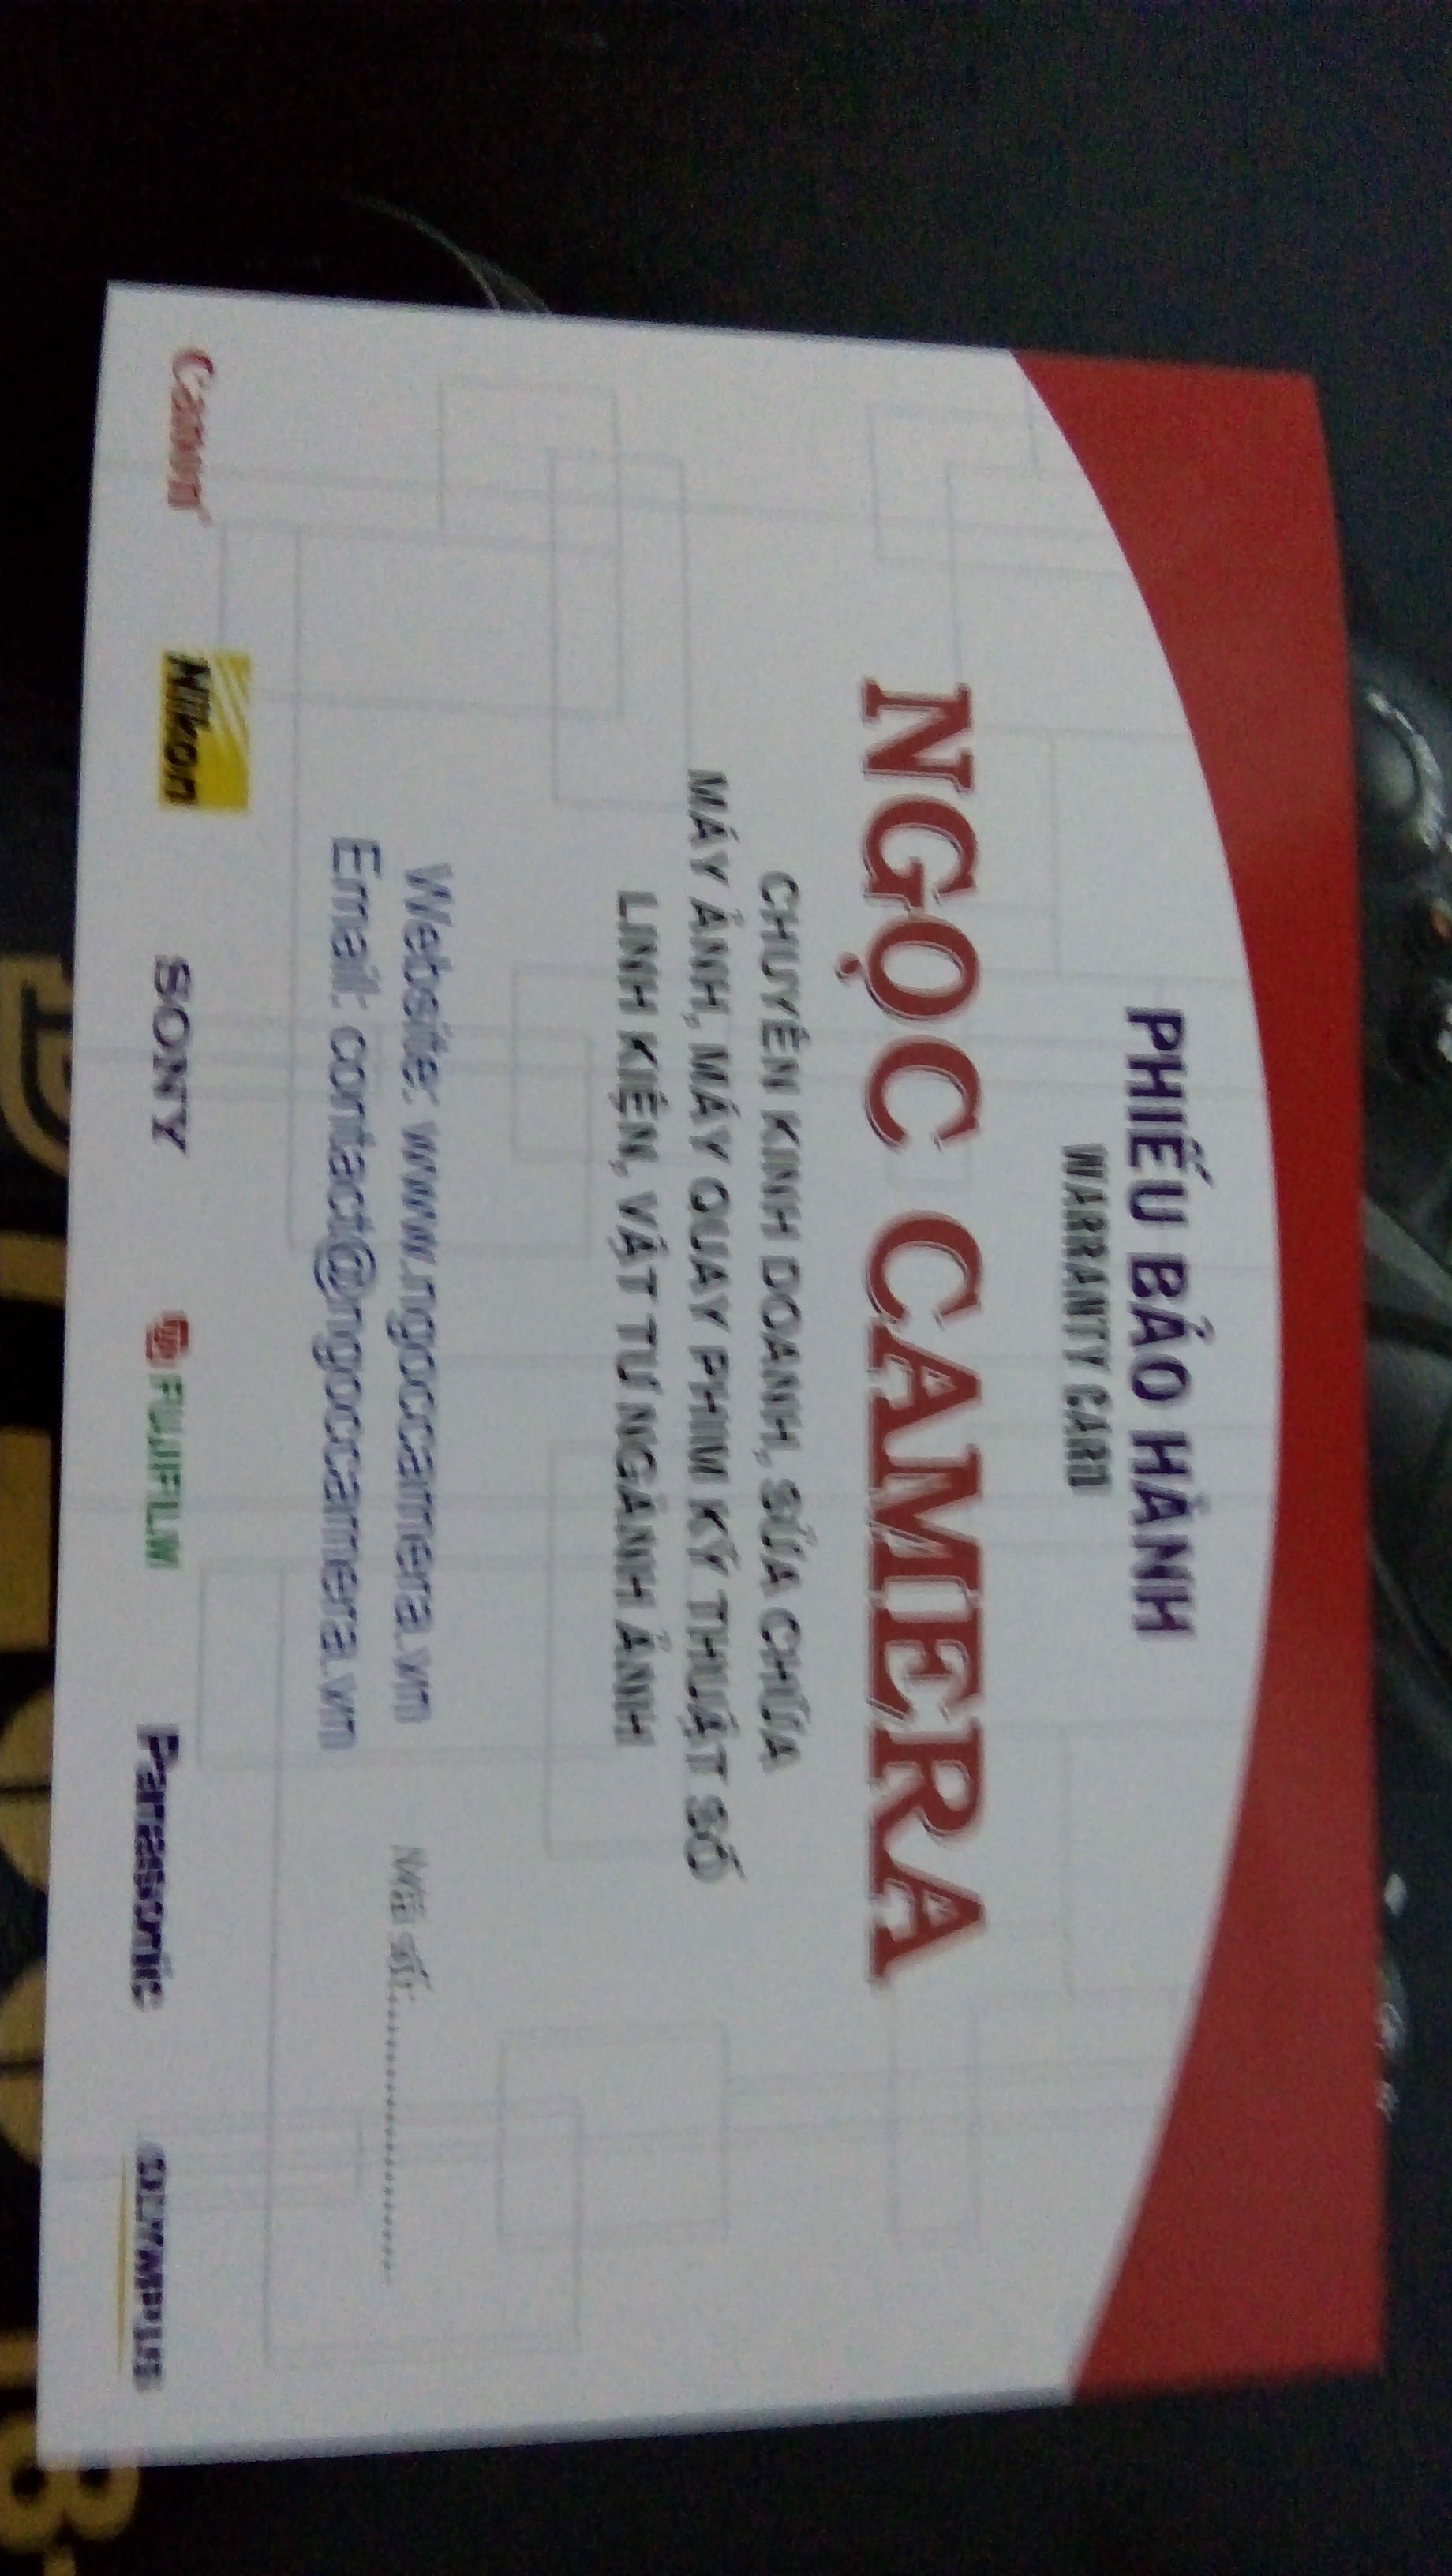 PHIẾU BẢO HÀNH
WARRANTY CARD
NGỌC CAMERA
CHUYÊN KINH DOANH, SỬA CHỮA
MÁY ẢNH, MÁY QUAY PHIM KỸ THUẬT SỐ
LINH KIỆN, VẬT TƯ NGÀNH ẢNH
Website: www.ngoccamera.vn
Email: contact@ngoccamera.vn
Mã số:..............................
Canon Nikon SONY FUJIFILM Panasonic OLYMPUS